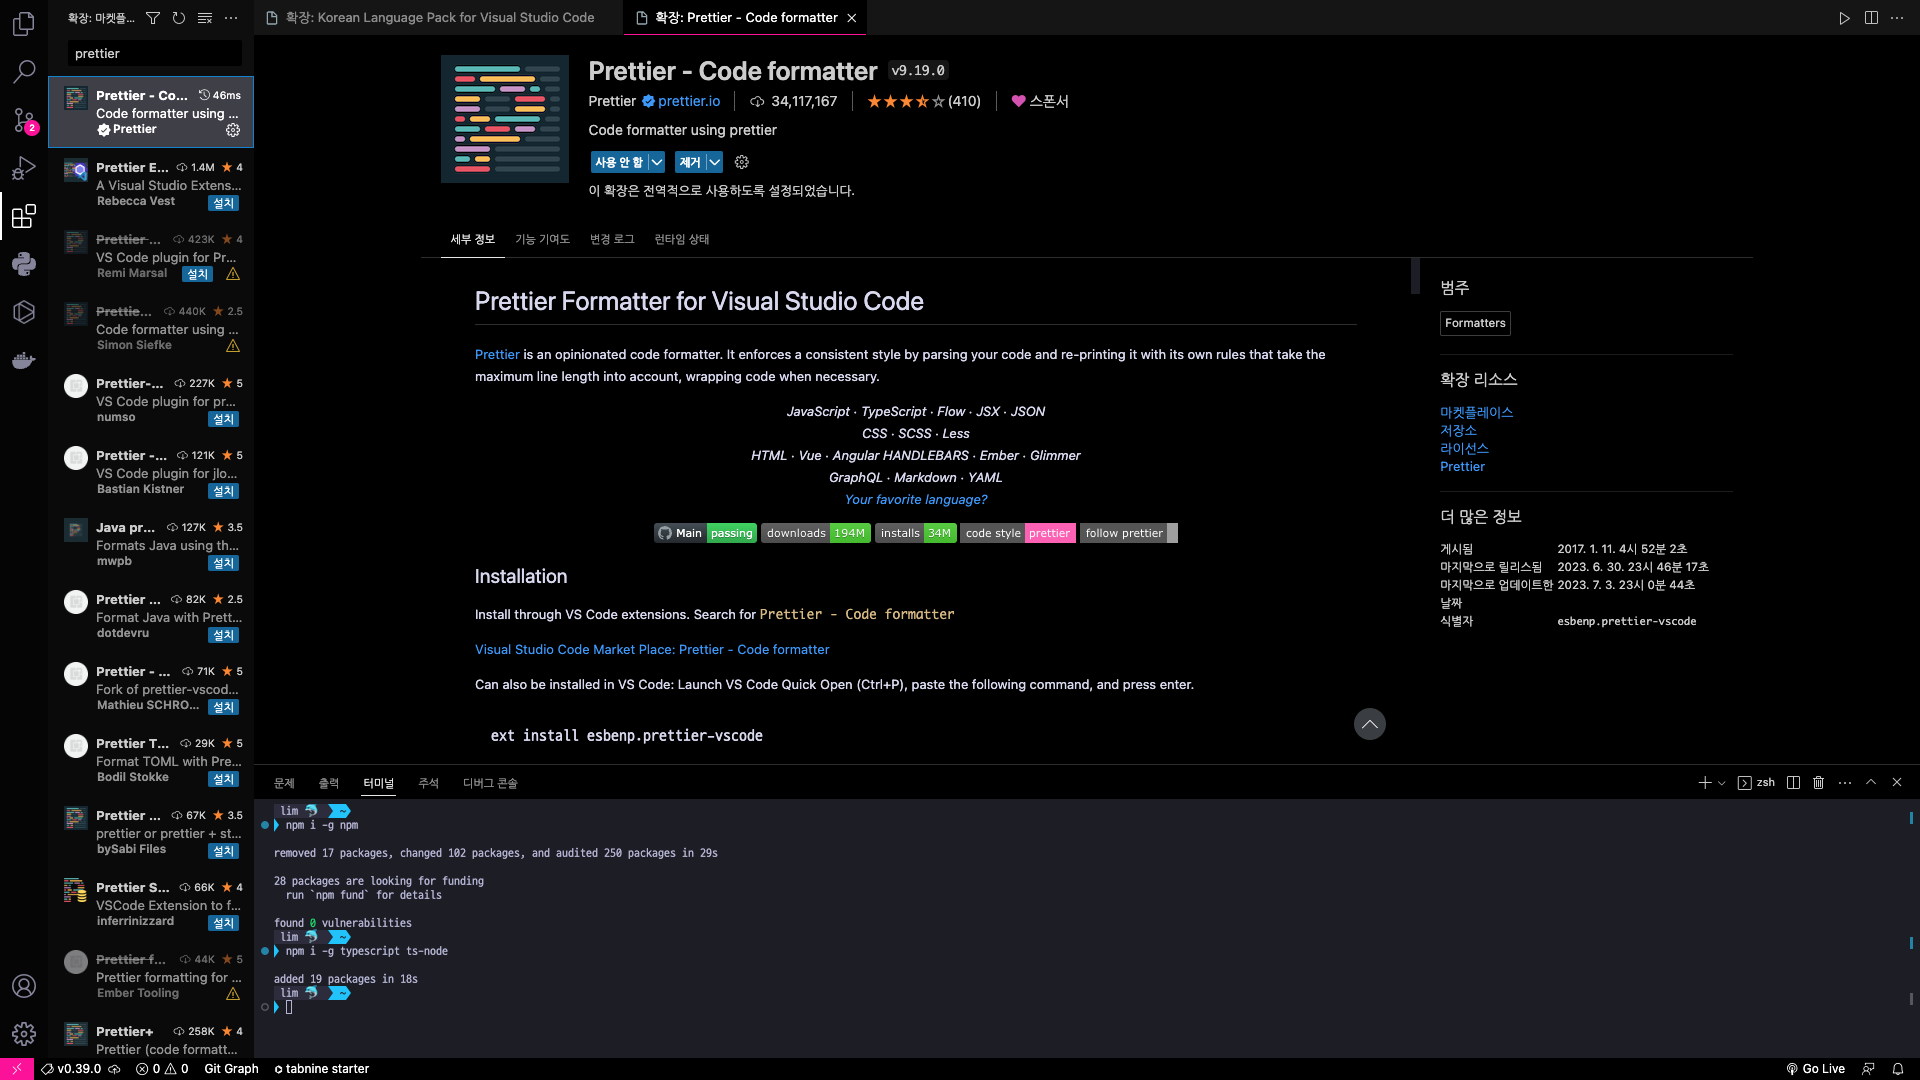 확장: 마켓플...
확장: Korean Language Pack for Visual Studio Code
확장: Prettier - Code formatter
prettier
Prettier - Co... 46ms
Code formatter using ...
Prettier
Prettier E... 1.4M 4
A Visual Studio Extens...
Rebecca Vest 설치
Prettier-... 423K 4
VS Code plugin for Pr...
Remi Marsal 설치
Prettie... 440K 2.5
Code formatter using ...
Simon Siefke
Prettier-... 227K 5
VS Code plugin for pr...
numso 설치
Prettier -... 121K 5
VS Code plugin for jlo...
Bastian Kistner 설치
Java pr... 127K 3.5
Formats Java using th...
mwpb 설치
Prettier ... 82K 2.5
Format Java with Prett...
dotdevru 설치
Prettier - ... 71K 5
Fork of prettier-vscod...
Mathieu SCHRO... 설치
Prettier T... 29K 5
Format TOML with Pre...
Bodil Stokke 설치
Prettier ... 67K 3.5
prettier or prettier + st...
bySabi Files 설치
Prettier S... 66K 4
VSCode Extension to f...
inferrinizzard 설치
Prettier f... 44K 5
Prettier formatting for ...
Ember Tooling
Prettier+ 258K 4
Prettier (code formatt...
2
Prettier - Code formatter v9.19.0
Prettier prettier.io 34,117,167 (410) 스폰서
Code formatter using prettier
사용 안 함 제거
이 확장은 전역적으로 사용하도록 설정되었습니다.
세부 정보 기능 기여도 변경 로그 런타임 상태
Prettier Formatter for Visual Studio Code
Prettier is an opinionated code formatter. It enforces a consistent style by parsing your code and re-printing it with its own rules that take the
maximum line length into account, wrapping code when necessary.
JavaScript · TypeScript · Flow · JSX · JSON
CSS · SCSS · Less
HTML · Vue · Angular HANDLEBARS · Ember · Glimmer
GraphQL · Markdown · YAML
Your favorite language?
Main passing downloads 194M installs 34M code style prettier follow prettier
Installation
Install through VS Code extensions. Search for Prettier - Code formatter
Visual Studio Code Market Place: Prettier - Code formatter
Can also be installed in VS Code: Launch VS Code Quick Open (Ctrl+P), paste the following command, and press enter.
ext install esbenp.prettier-vscode
범주
Formatters
확장 리소스
마켓플레이스
저장소
라이선스
Prettier
더 많은 정보
게시됨 2017. 1. 11. 4시 52분 2초
마지막으로 릴리스됨 2023. 6. 30. 23시 46분 17초
마지막으로 업데이트한 2023. 7. 3. 23시 0분 44초
날짜
식별자 esbenp.prettier-vscode
문제 출력 터미널 주석 디버그 콘솔
zsh
lim ~
npm i -g npm
removed 17 packages, changed 102 packages, and audited 250 packages in 29s
28 packages are looking for funding
run `npm fund` for details
found 0 vulnerabilities
lim ~
npm i -g typescript ts-node
added 19 packages in 18s
lim ~
v0.39.0 0 0 Git Graph tabnine starter
Go Live